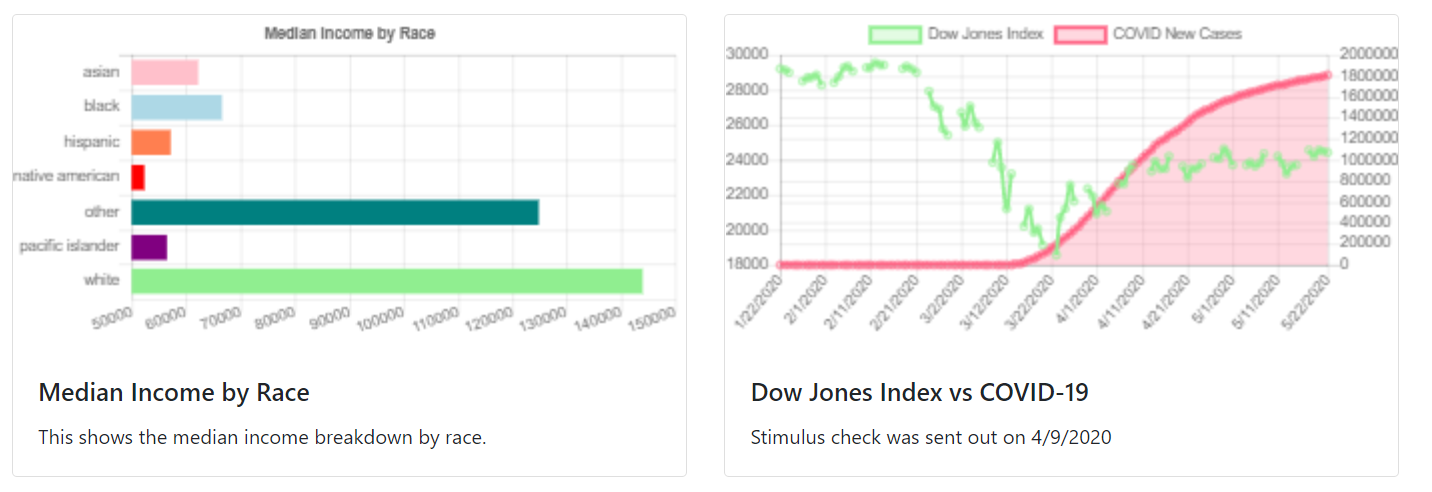 Median Income by Race
asian
black
hispanic
native american
other
pacific islander
white
50000 60000 70000 80000 90000 100000 110000 120000 130000 140000 150000
Median Income by Race
This shows the median income breakdown by race.
Dow Jones Index COVID New Cases
30000 2000000
1800000
28000
1600000
26000 1400000
1200000
24000 1000000
800000
22000
600000
20000 400000
200000
18000 0
1/22/2020 2/1/2020 2/11/2020 2/21/2020 3/2/2020 3/12/2020 3/22/2020 4/1/2020 4/11/2020 4/21/2020 5/1/2020 5/11/2020 5/22/2020
Dow Jones Index vs COVID-19
Stimulus check was sent out on 4/9/2020